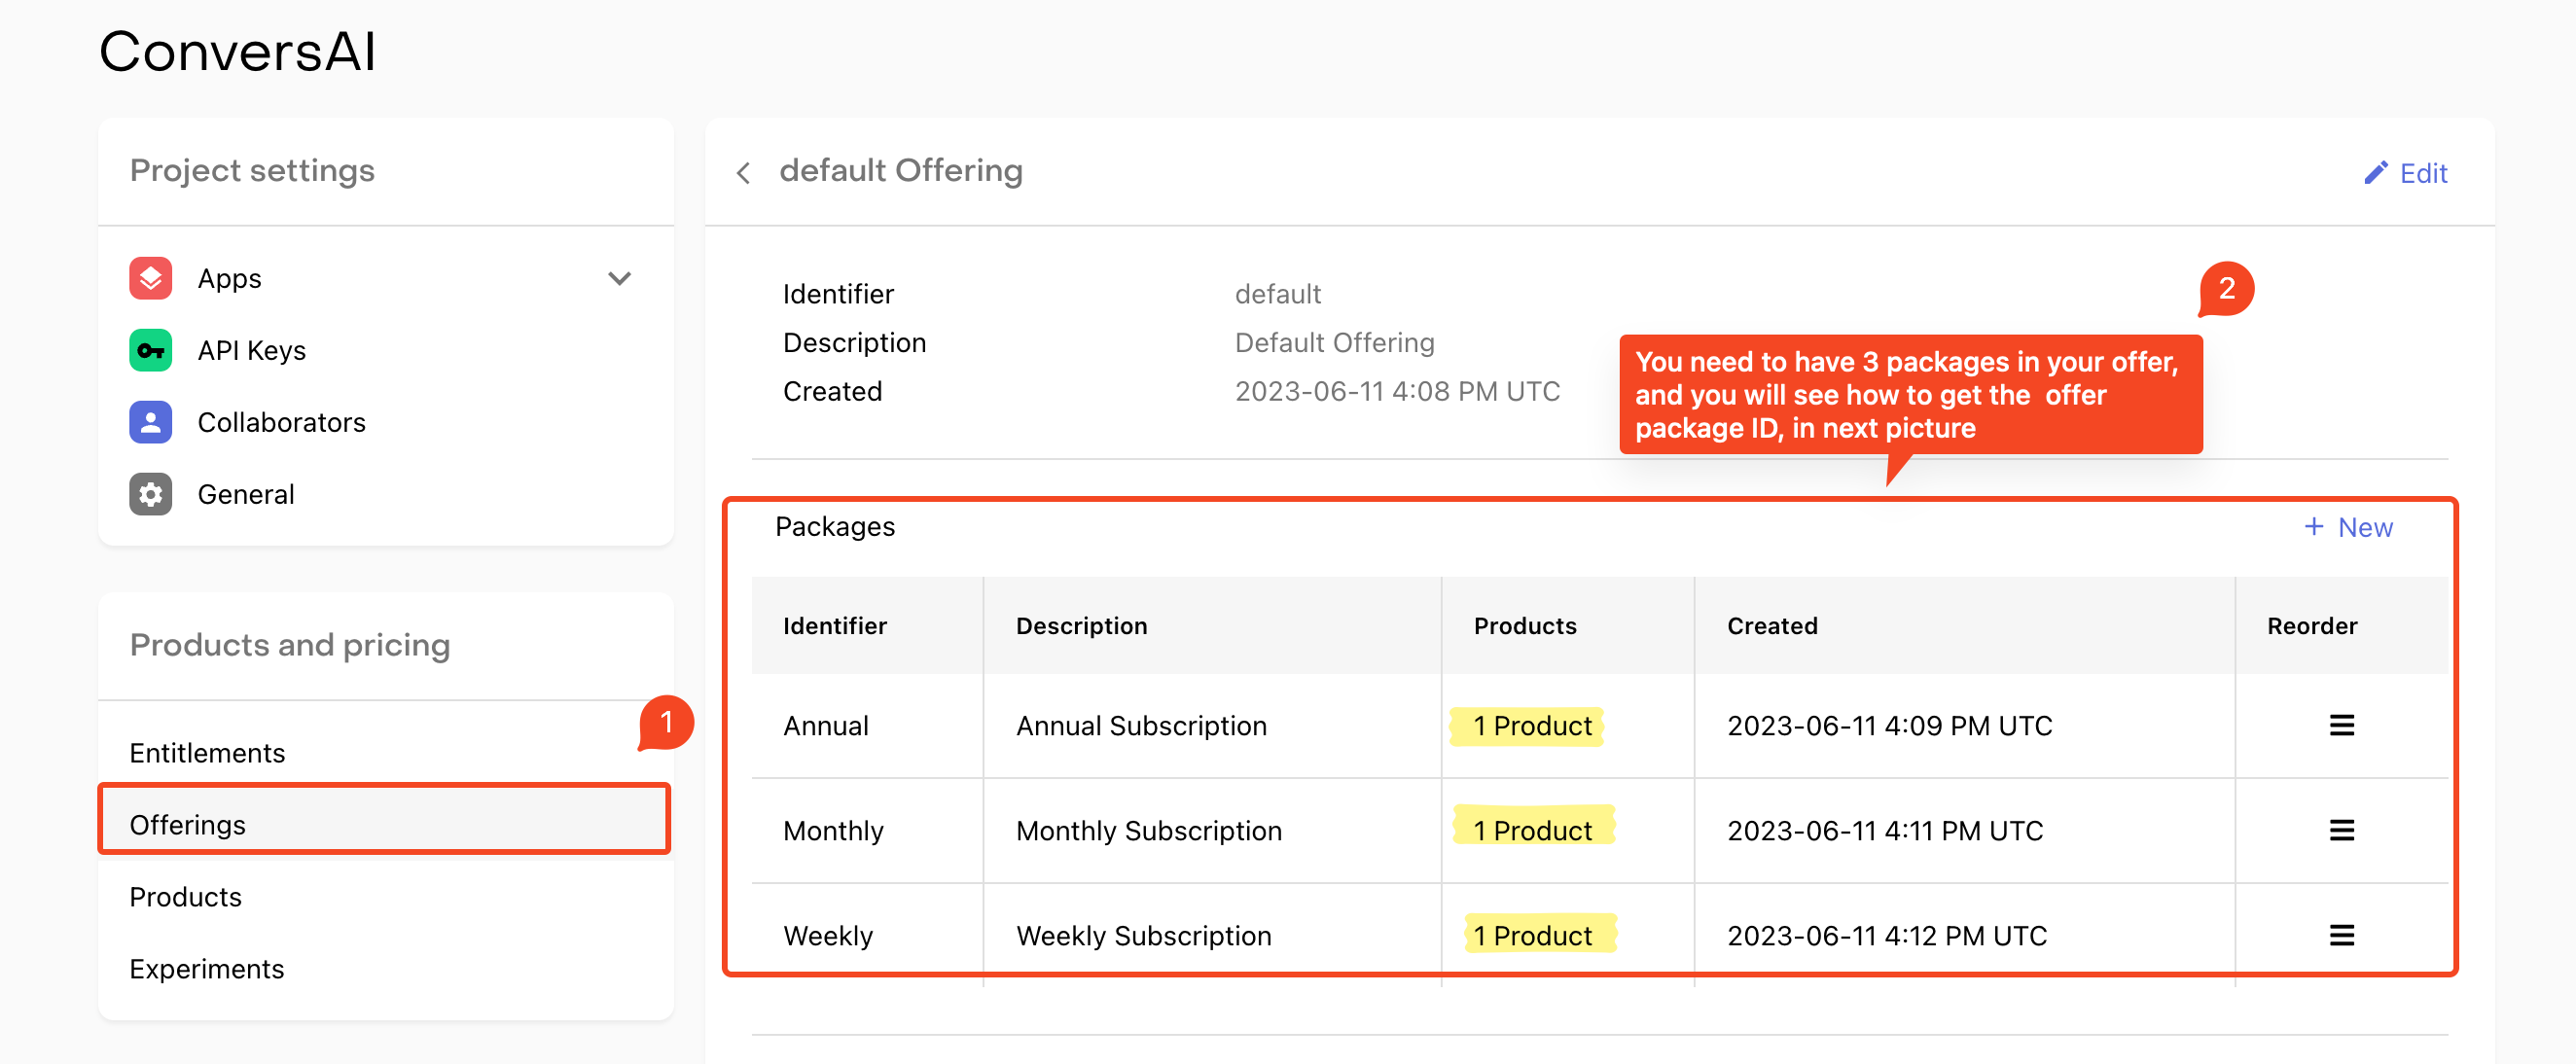 ConversAI
Project settings
Apps
API Keys
Collaborators
General
Products and pricing
1
Entitlements
Offerings
Products
Experiments
default Offering
Edit
Identifier default
Description Default Offering
Created 2023-06-11 4:08 PM UTC
2
You need to have 3 packages in your offer,
and you will see how to get the offer
package ID, in next picture
Packages
+ New
Identifier Description Products Created Reorder
Annual Annual Subscription 1 Product 2023-06-11 4:09 PM UTC
Monthly Monthly Subscription 1 Product 2023-06-11 4:11 PM UTC
Weekly Weekly Subscription 1 Product 2023-06-11 4:12 PM UTC